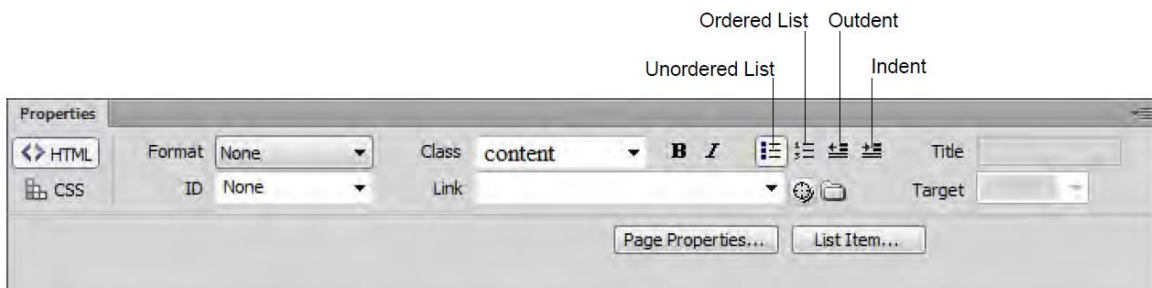 Ordered List Outdent
Unordered List Indent
Properties
<> HTML Format None Class content B I Title
CSS ID None Link Target
Page Properties... List Item...